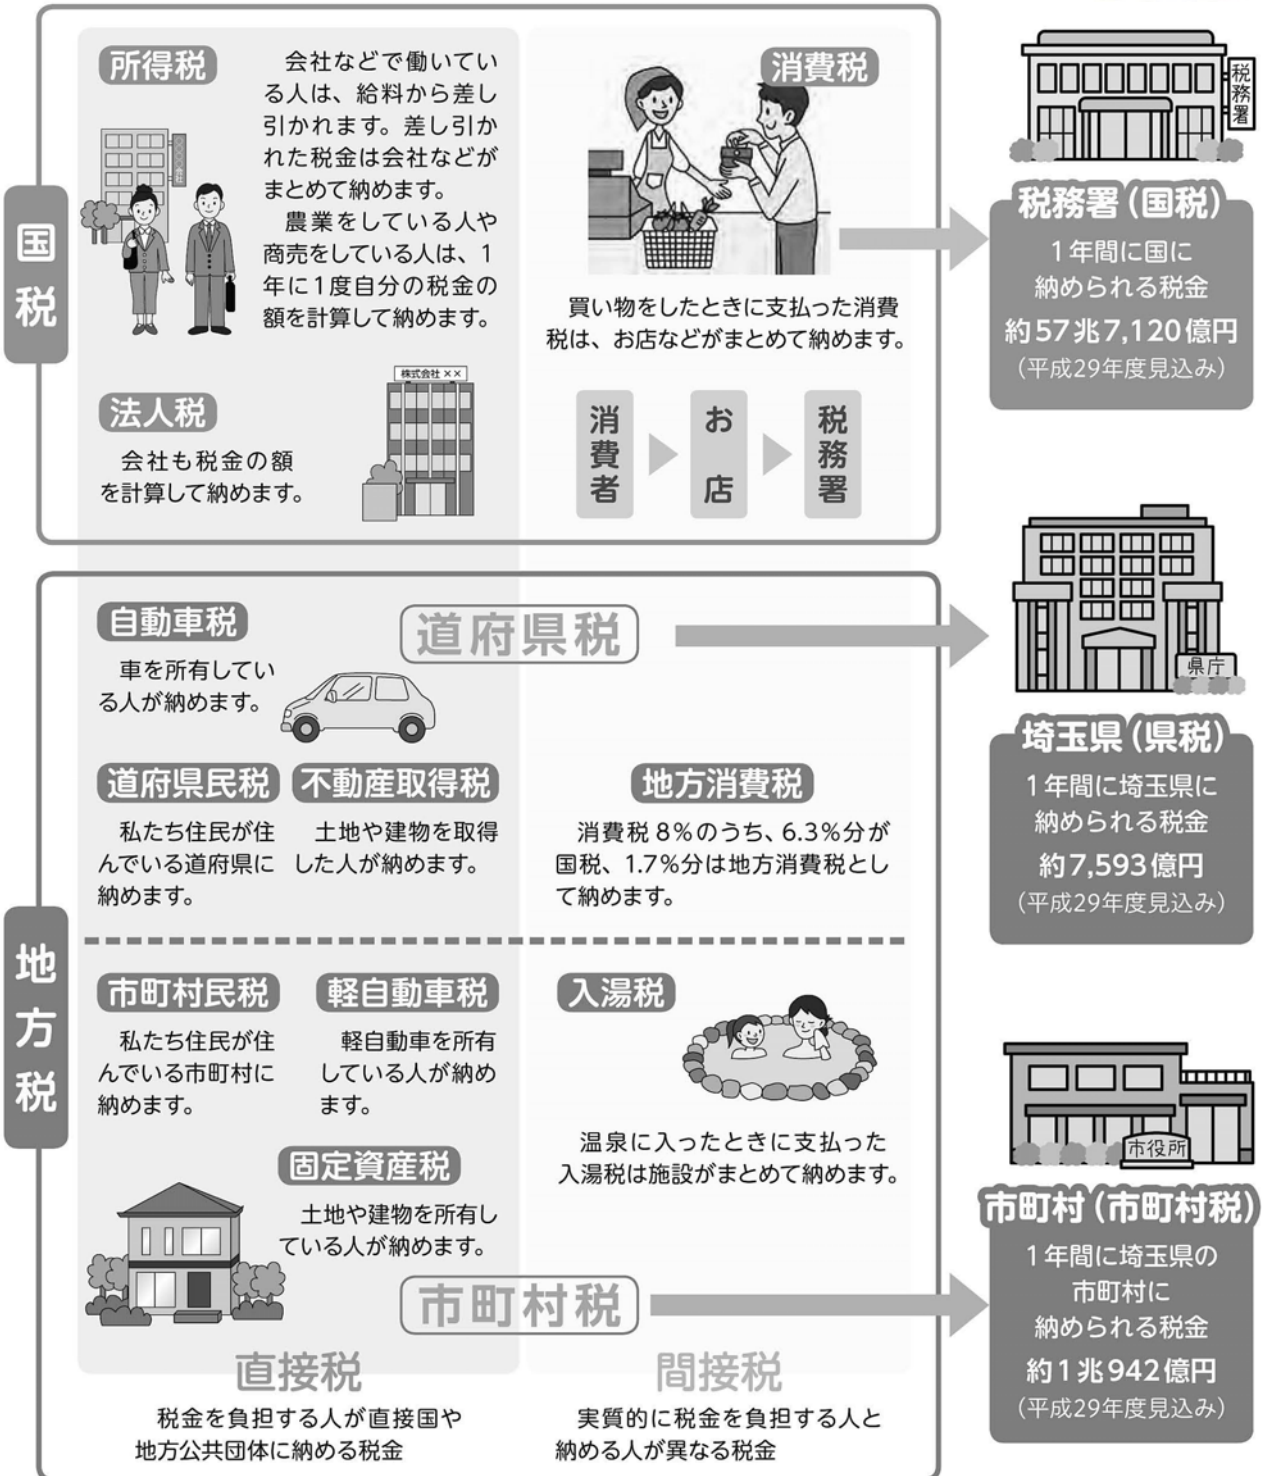 国税
所得税
会社などで働いてい
る人は、給料から差し
引かれます。差し引か
れた税金は会社などが
まとめて納めます。
農業をしている人や
商売をしている人は、1
年に1度自分の税金の
額を計算して納めます。
法人税
会社も税金の額
を計算して納めます。
株式会社××
消費税
買い物をしたときに支払った消費
税は、お店などがまとめて納めます。
消費者
お店
税務署
税務署
税務署(国税)
1年間に国に
納められる税金
約57兆7,120億円
(平成29年度見込み)
地方税
道府県税
自動車税
車を所有してい
る人が納めます。
道府県民税
私たち住民が住
んでいる道府県に
納めます。
不動産取得税
土地や建物を取得
した人が納めます。
地方消費税
消費税8%のうち、6.3%分が
国税、1.7%分は地方消費税とし
て納めます。
県庁
埼玉県(県税)
1年間に埼玉県に
納められる税金
約7,593億円
(平成29年度見込み)
市町村民税
私たち住民が住
んでいる市町村に
納めます。
軽自動車税
軽自動車を所有
している人が納め
ます。
固定資産税
土地や建物を所有し
ている人が納めます。
入湯税
温泉に入ったときに支払った
入湯税は施設がまとめて納めます。
市町村税
市役所
市町村(市町村税)
1年間に埼玉県の
市町村に
納められる税金
約1兆942億円
(平成29年度見込み)
直接税
税金を負担する人が直接国や
地方公共団体に納める税金
間接税
実質的に税金を負担する人と
納める人が異なる税金